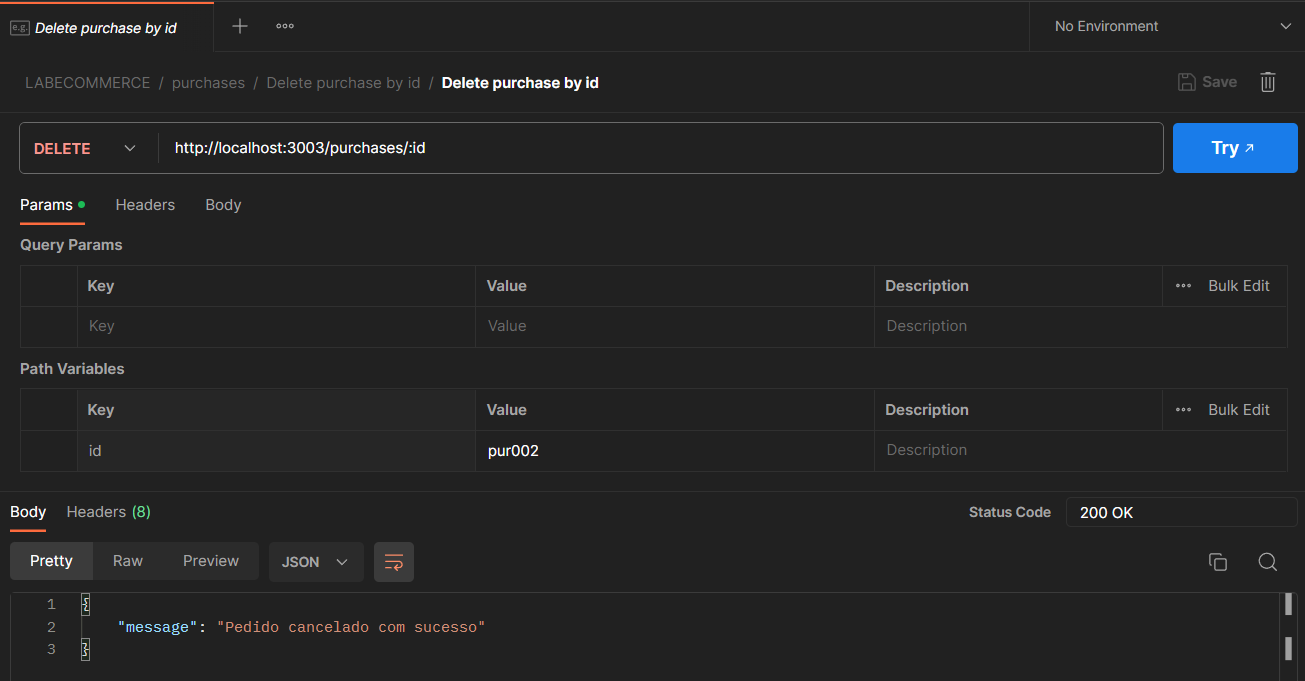 e.g. Delete purchase by id
No Environment
LABECOMMERCE / purchases / Delete purchase by id / Delete purchase by id
Save
DELETE http://localhost:3003/purchases/:id Try
Params Headers Body
Query Params
Key Value Description Bulk Edit
Key Value Description
Path Variables
Key Value Description Bulk Edit
id pur002 Description
Body Headers (8) Status Code 200 OK
Pretty Raw Preview JSON
1 {
2 "message": "Pedido cancelado com sucesso"
3 }